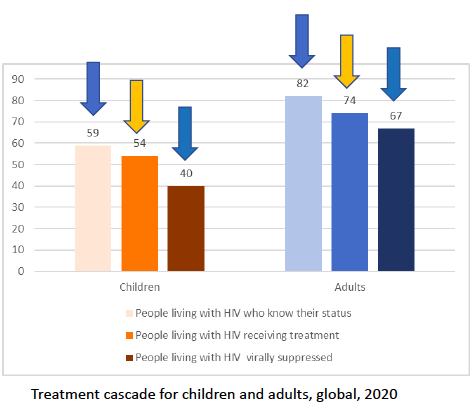 90
80
70
60
50
40
30
20
10
0
59
54
40
82
74
67
Children
Adults
People living with HIV who know their status
People living with HIV receiving treatment
People living with HIV virally suppressed
Treatment cascade for children and adults, global, 2020